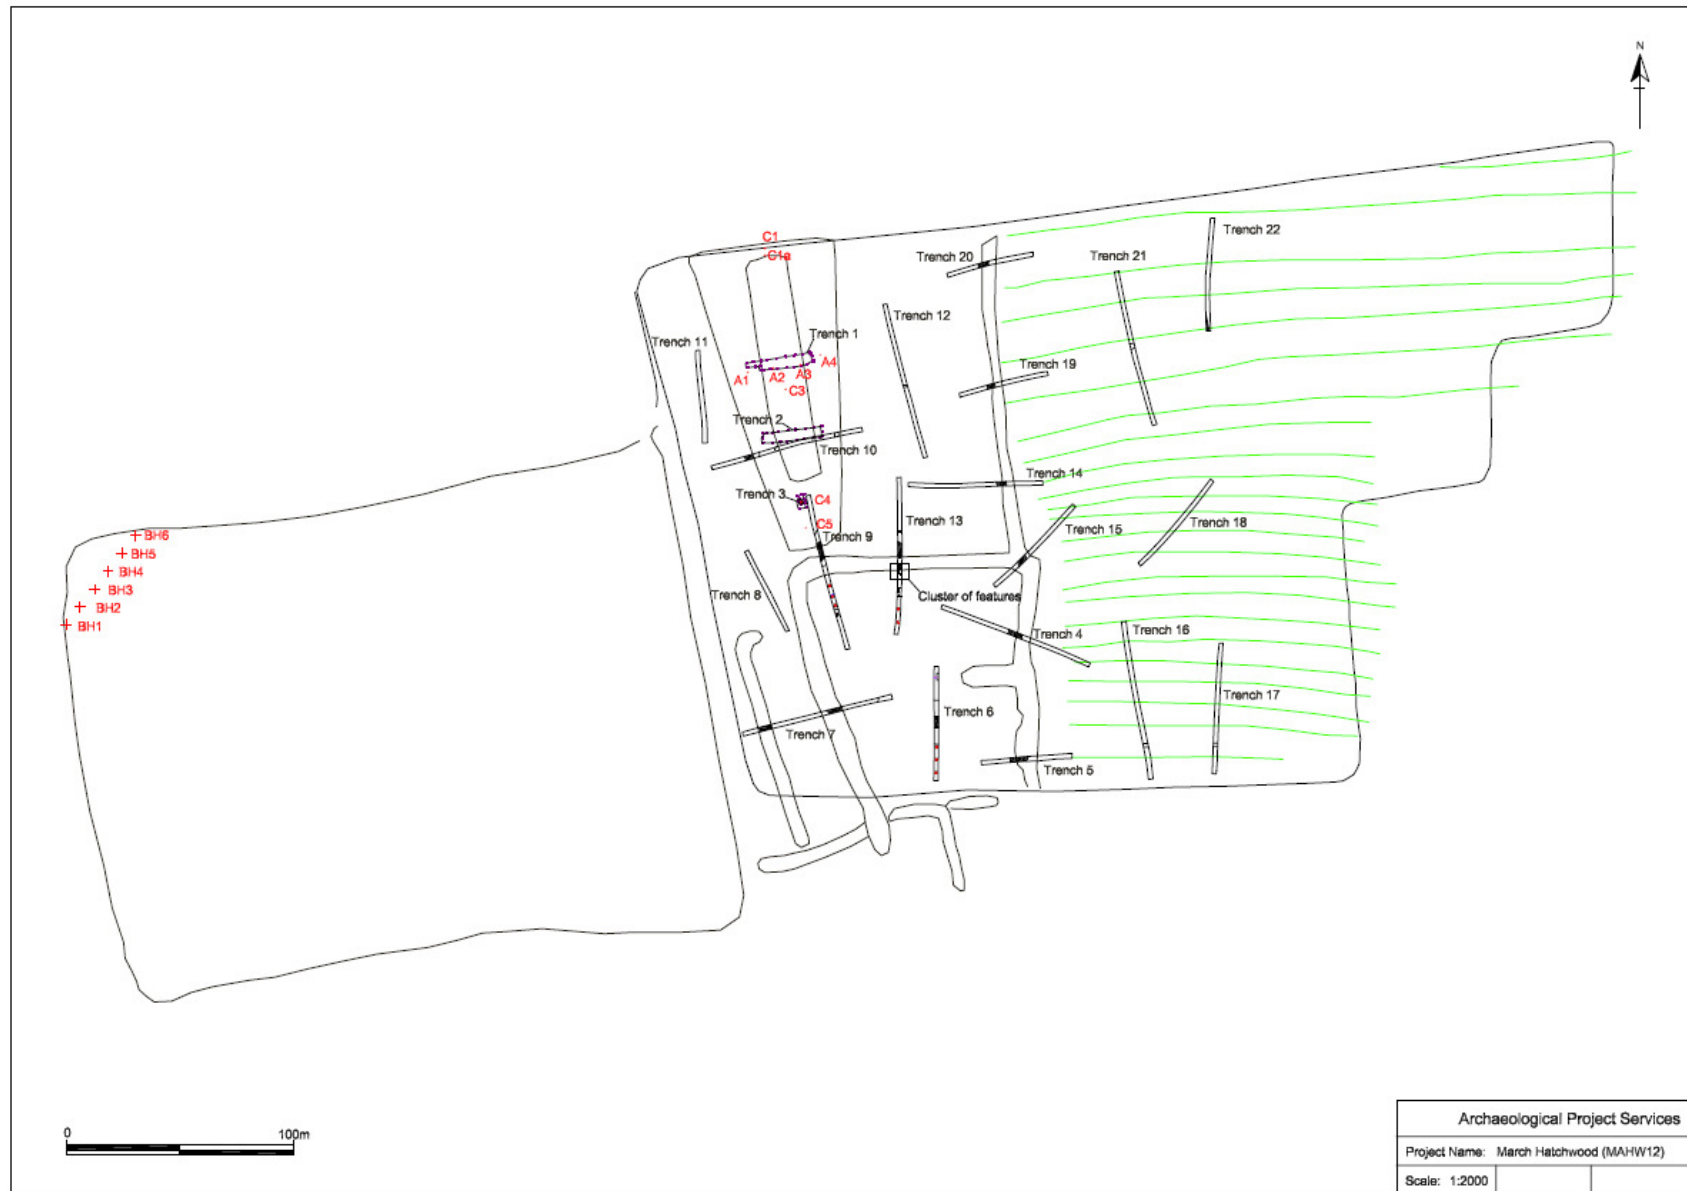 N
Trench 22
C1
Trench 20
C1a
Trench 21
Trench 12
Trench 1
Trench 11
A4
A3
A1
A2
Trench 19
C3
Trench 2
Trench 10
Trench 14
Trench 3
C4
C5
Trench 13
Trench 15
Trench 18
BH6
Trench 9
BH5
BH4
BH3
Trench 8
Cluster of features
BH2
BH1
Trench 4
Trench 16
Trench 17
Trench 6
Trench 7
Trench 5
0
100m
Archaeological Project Services
Project Name: March Hatchwood (MAHW12)
Scale: 1:2000